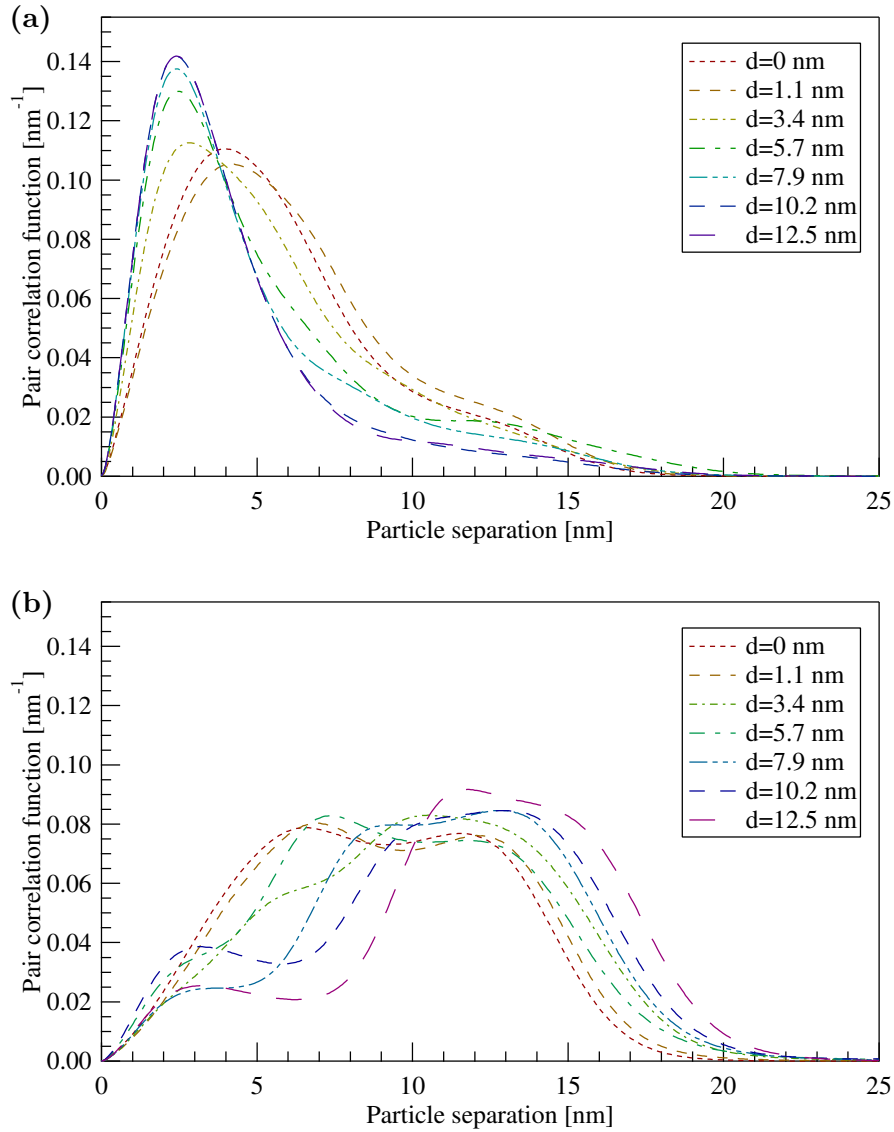 (a)
0.14
0.12
0.10
0.08
0.06
0.04
0.02
0.00
Pair correlation function [nm⁻¹]
d=0 nm
d=1.1 nm
d=3.4 nm
d=5.7 nm
d=7.9 nm
d=10.2 nm
d=12.5 nm
0 5 10 15 20 25
Particle separation [nm]
(b)
0.14
0.12
0.10
0.08
0.06
0.04
0.02
0.00
Pair correlation function [nm⁻¹]
d=0 nm
d=1.1 nm
d=3.4 nm
d=5.7 nm
d=7.9 nm
d=10.2 nm
d=12.5 nm
0 5 10 15 20 25
Particle separation [nm]